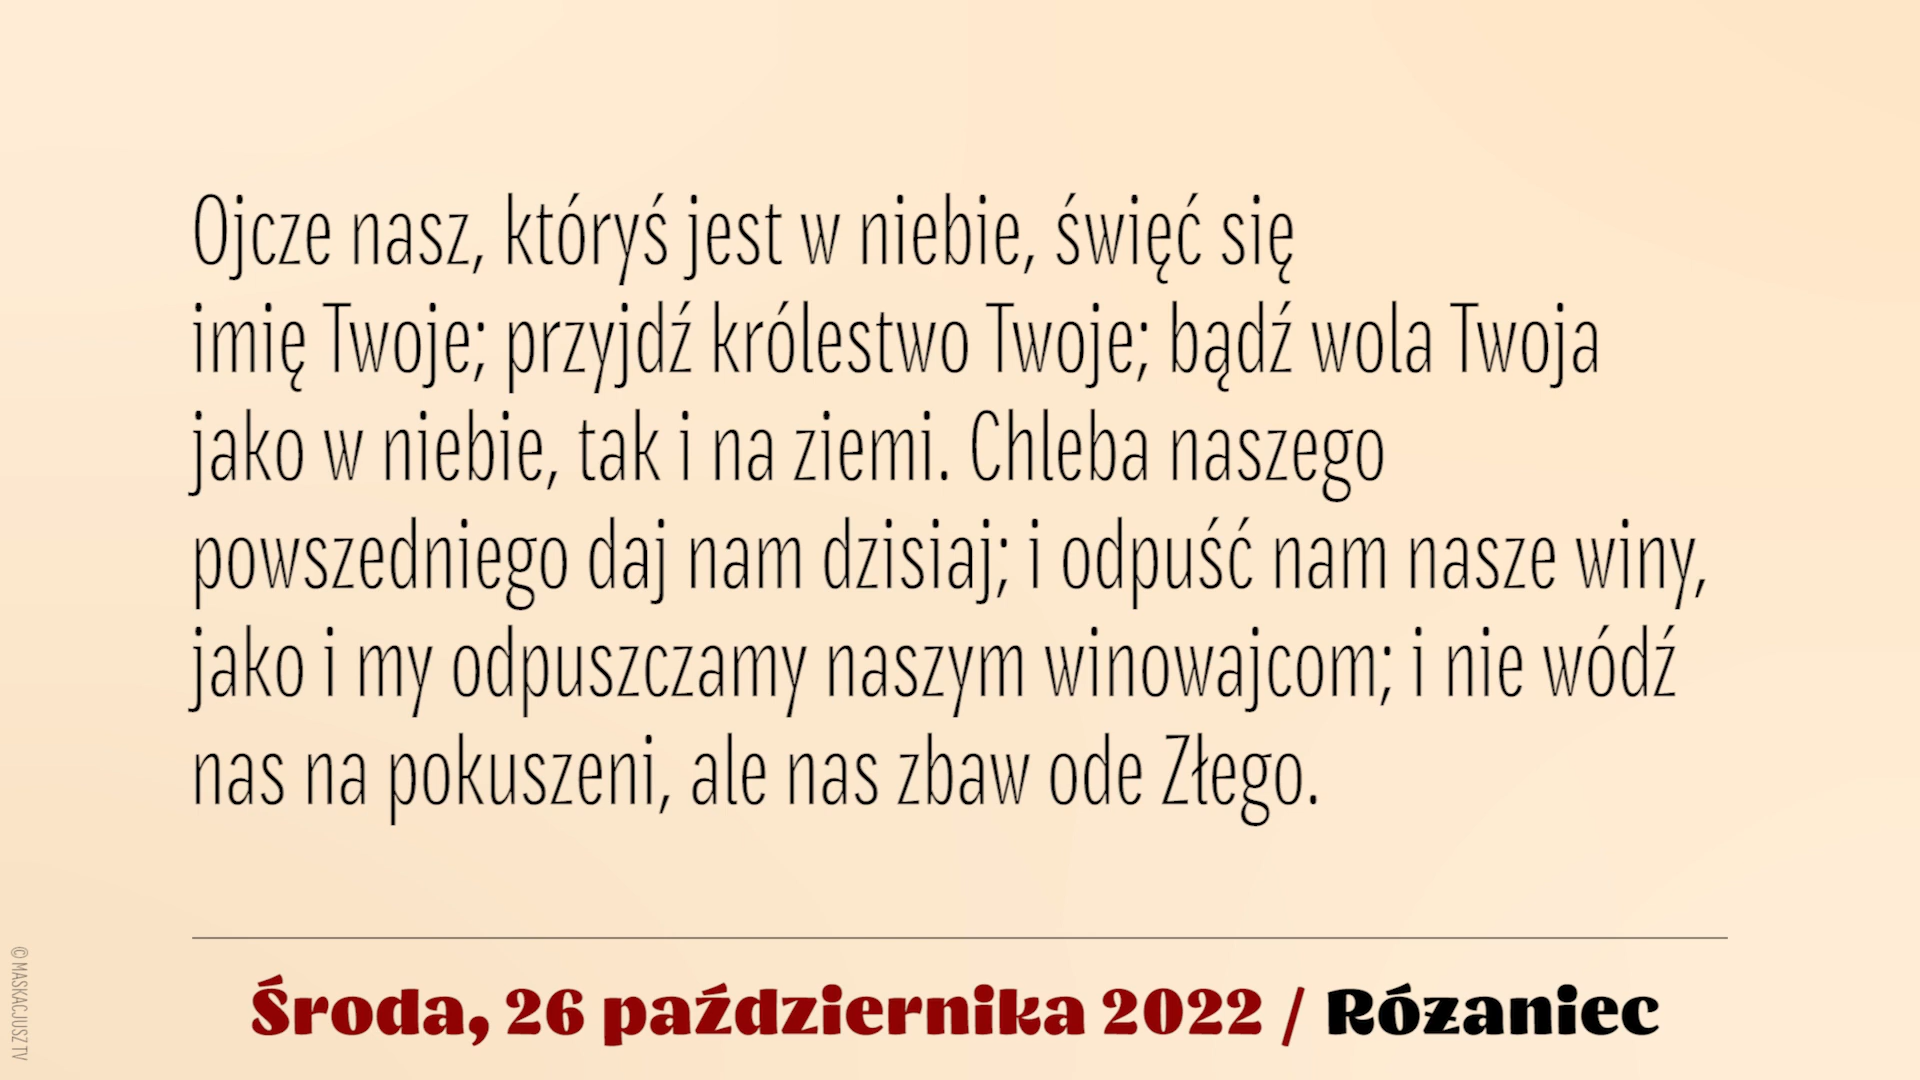 Ojcze nasz, któryś jest w niebie, święć się
imię Twoje; przyjdź królestwo Twoje; bądź wola Twoja
jako w niebie, tak i na ziemi. Chleba naszego
powszedniego daj nam dzisiaj; i odpuść nam nasze winy,
jako i my odpuszczamy naszym winowajcom; i nie wódź
nas na pokuszeni, ale nas zbaw ode Złego.
Środa, 26 października 2022 / Róƶaniec
© MASKACJUSZ TV